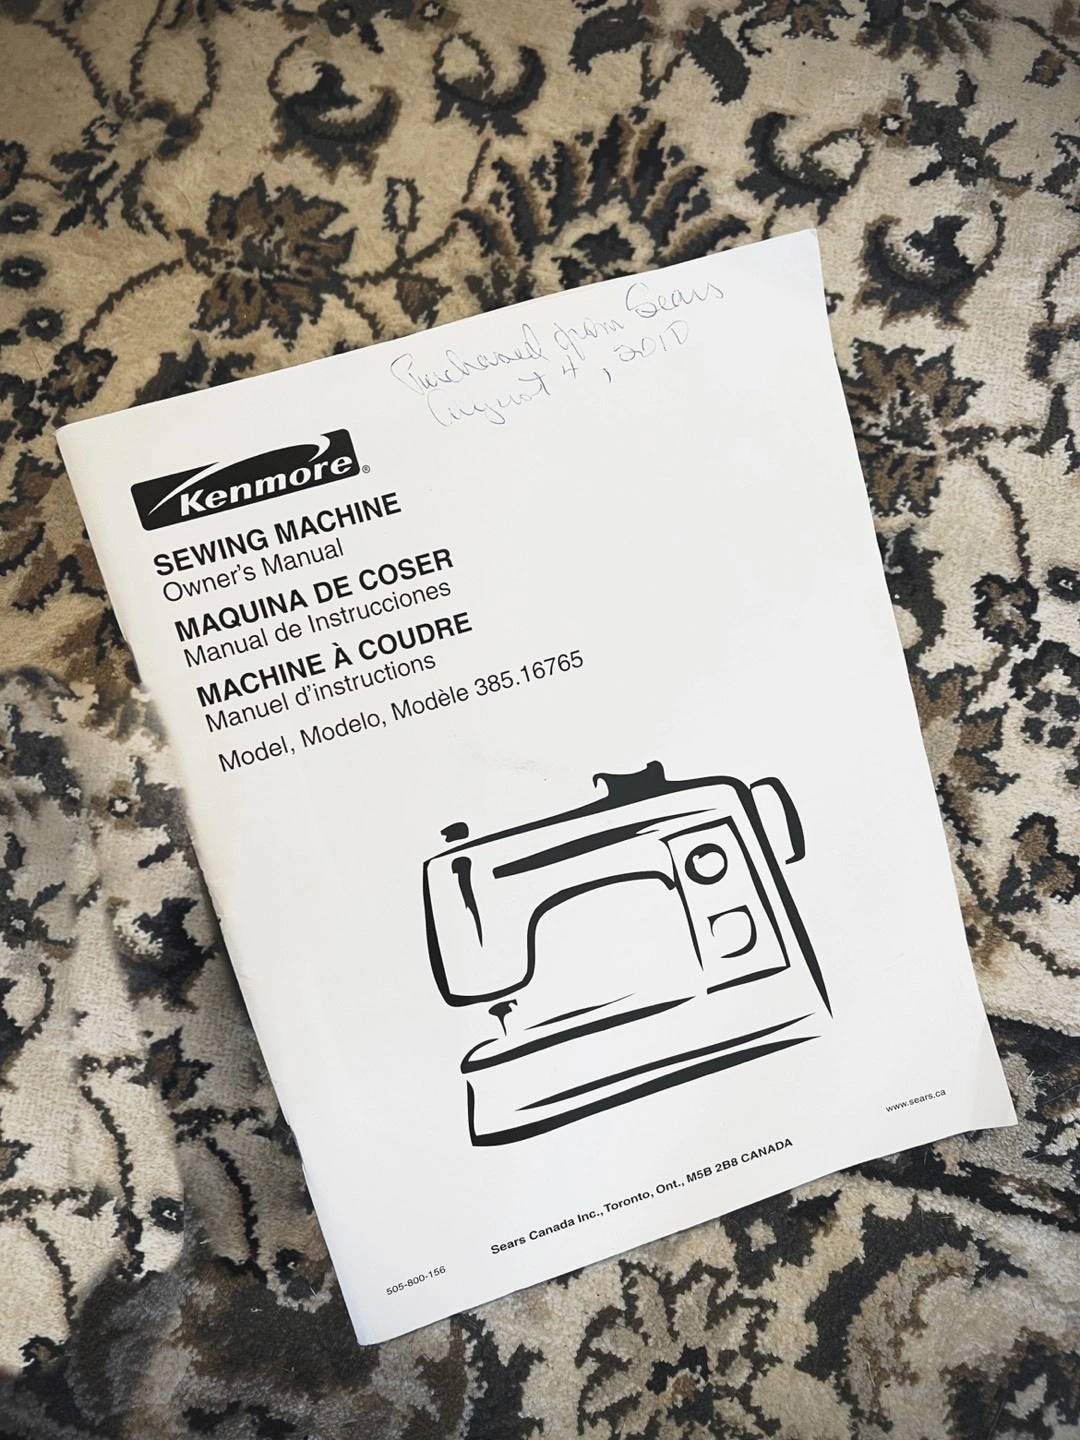 Purchased from Sears
August 4, 2010
Kenmore®
SEWING MACHINE
Owner's Manual
MAQUINA DE COSER
Manual de Instrucciones
MACHINE À COUDRE
Manuel d'instructions
Model, Modelo, Modèle 385.16765
www.sears.ca
Sears Canada Inc., Toronto, Ont., M5B 2B8 CANADA
505-800-156